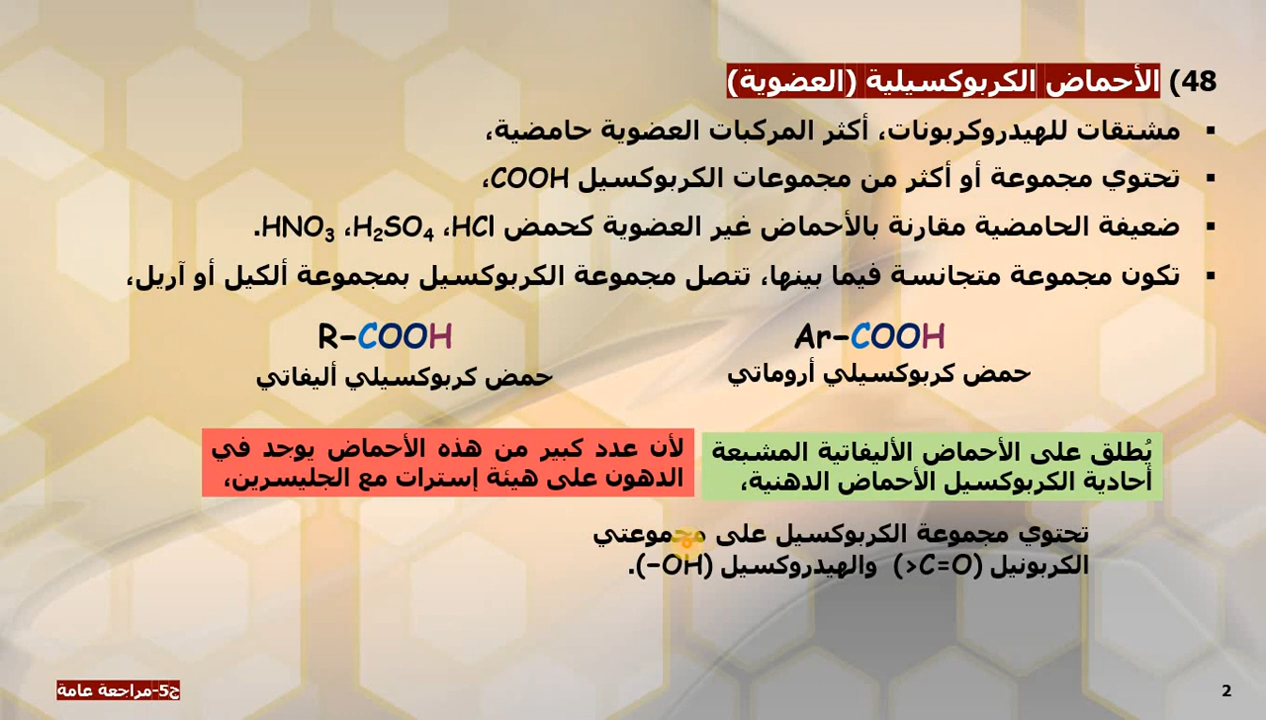 48) الأحماض الكربوكسيلية (العضوية)
▪ مشتقات للهيدروكربونات، أكثر المركبات العضوية حامضية،
▪ تحتوي مجموعة أو أكثر من مجموعات الكربوكسيل COOH،
▪ ضعيفة الحامضية مقارنة بالأحماض غير العضوية كحمض HCl، H₂SO₄، HNO₃.
▪ تكون مجموعة متجانسة فيما بينها، تتصل مجموعة الكربوكسيل بمجموعة ألكيل أو آريل،
Ar–COOH
حمض كربوكسيلي أروماتي
R–COOH
حمض كربوكسيلي أليفاتي
يُطلق على الأحماض الأليفاتية المشبعة
أحادية الكربوكسيل الأحماض الدهنية،
لأن عدد كبير من هذه الأحماض يوجد في
الدهون على هيئة إسترات مع الجليسرين،
تحتوي مجموعة الكربوكسيل على مجموعتي
الكربونيل (>C=O) والهيدروكسيل (–OH).
ج5-مراجعة عامة
2